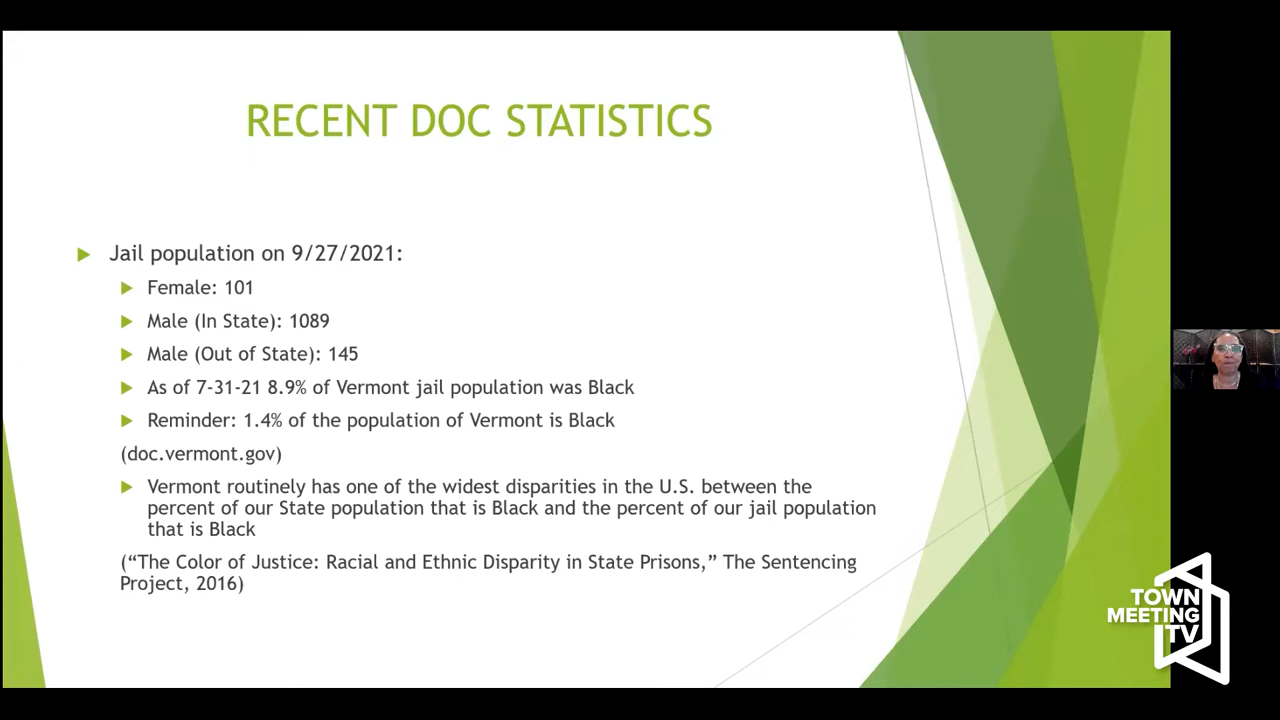 RECENT DOC STATISTICS
Jail population on 9/27/2021:
Female: 101
Male (In State): 1089
Male (Out of State): 145
As of 7-31-21 8.9% of Vermont jail population was Black
Reminder: 1.4% of the population of Vermont is Black
(doc.vermont.gov)
Vermont routinely has one of the widest disparities in the U.S. between the
percent of our State population that is Black and the percent of our jail population
that is Black
(“The Color of Justice: Racial and Ethnic Disparity in State Prisons,” The Sentencing
Project, 2016)
TOWN
MEETING
TV